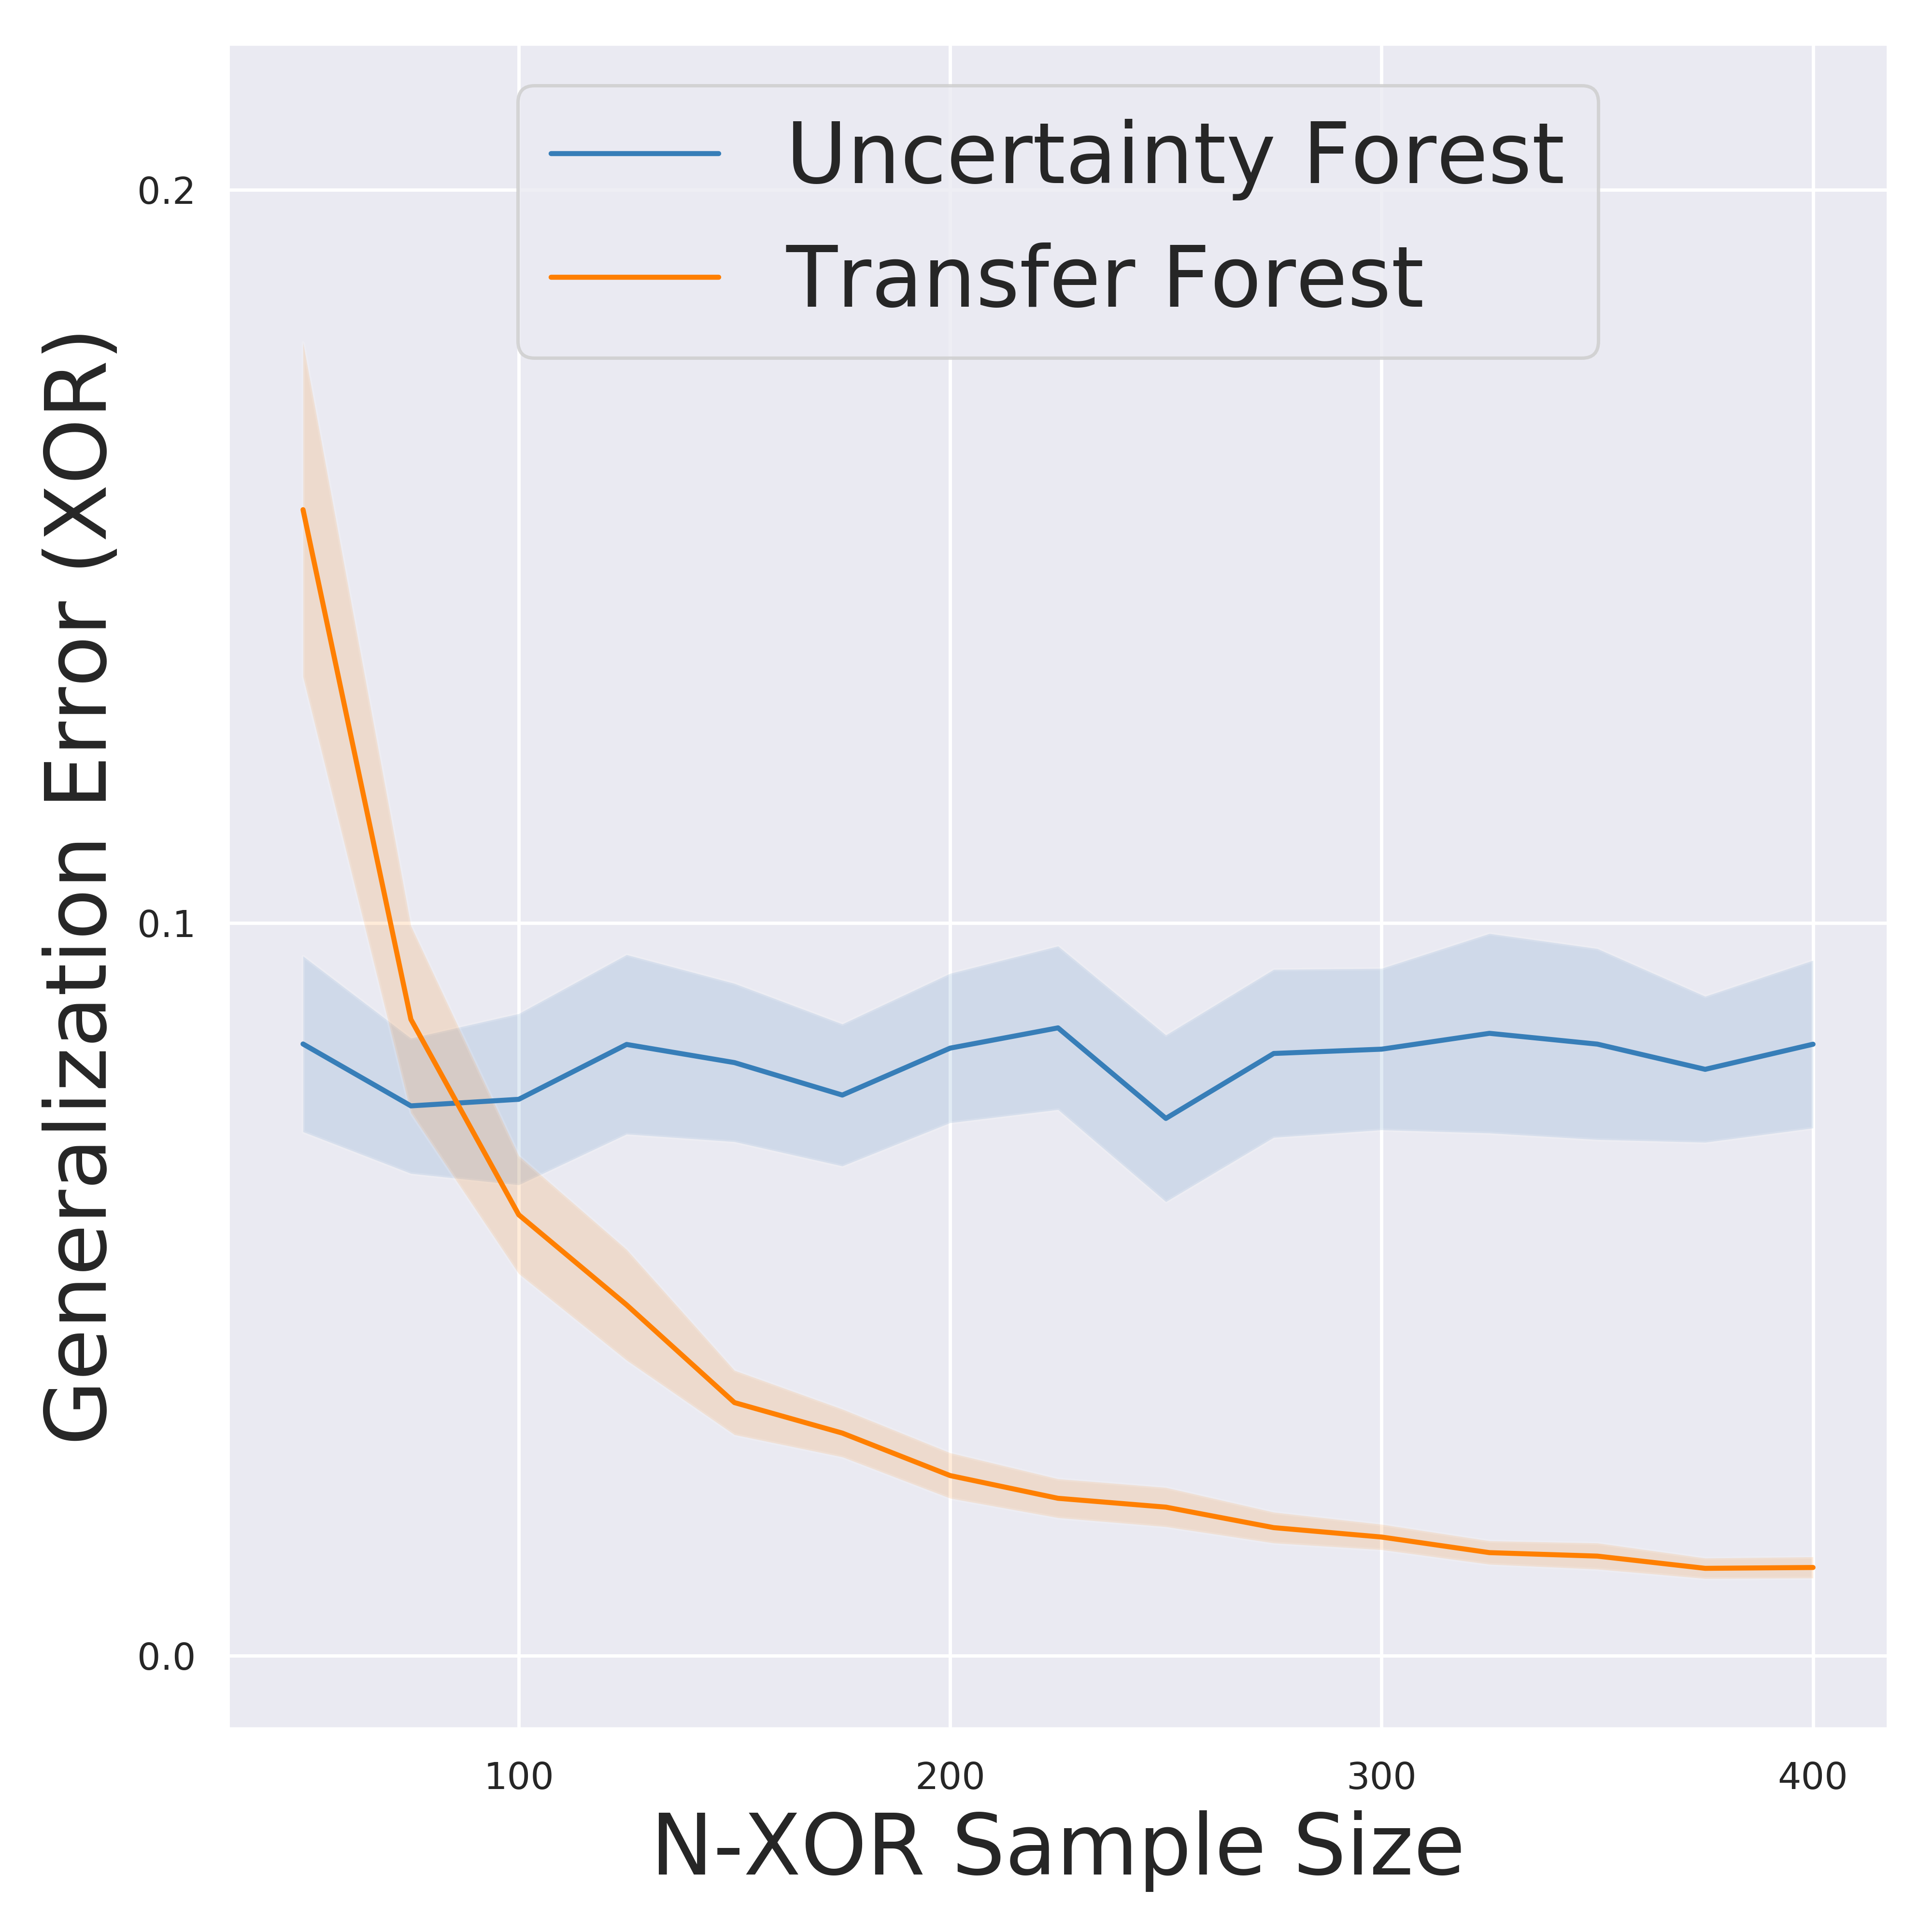 Uncertainty Forest
Transfer Forest
Generalization Error (XOR)
0.2
0.1
0.0
100 200 300 400
N-XOR Sample Size